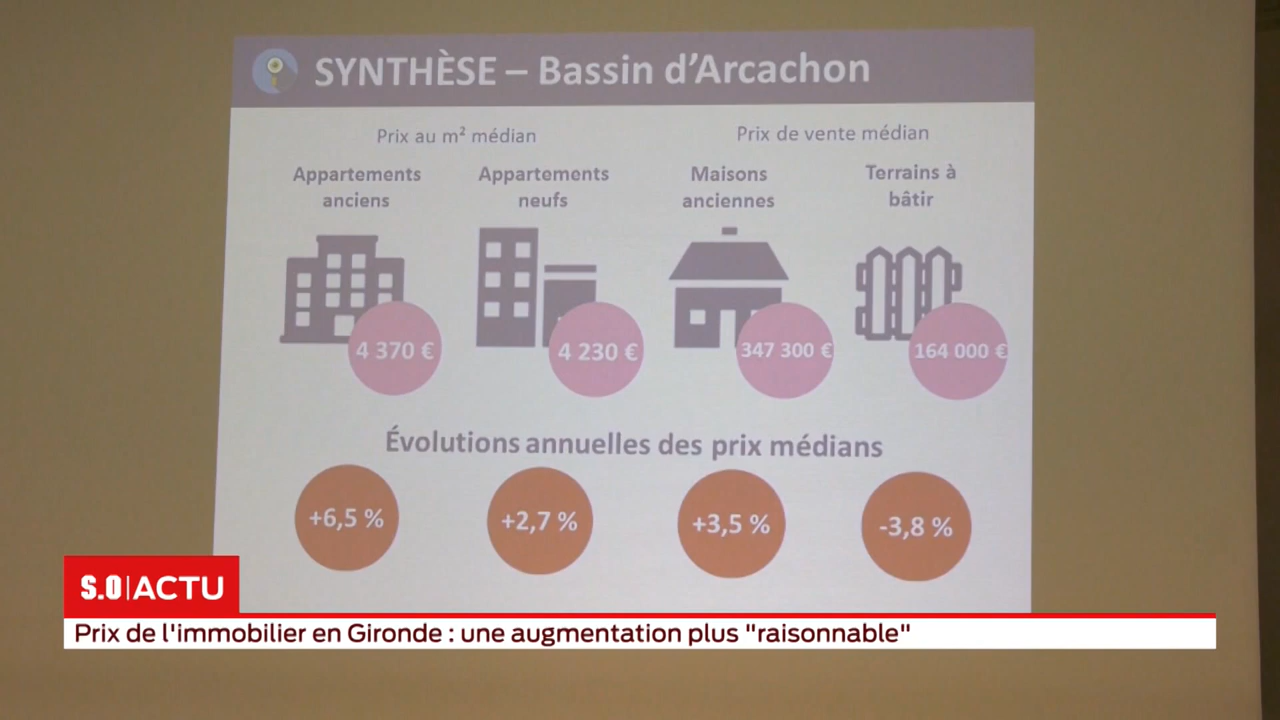 SYNTHÈSE – Bassin d'Arcachon
Prix au m² médian
Prix de vente médian
Appartements
anciens
Appartements
neufs
Maisons
anciennes
Terrains à
bâtir
4 370 €
4 230 €
347 300 €
164 000 €
Évolutions annuelles des prix médians
+6,5 %
+2,7 %
+3,5 %
-3,8 %
S.O|ACTU
Prix de l'immobilier en Gironde : une augmentation plus "raisonnable"